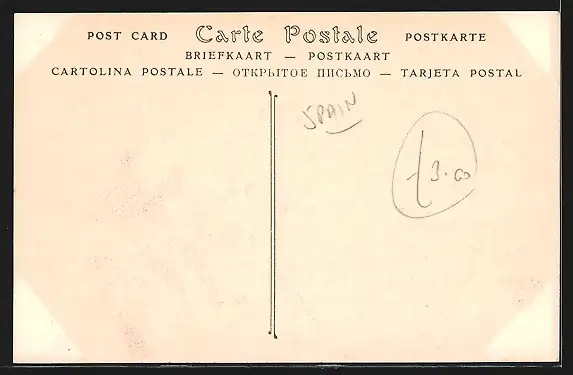 POST CARD Carte Postale POSTKARTE
BRIEFKAART — POSTKAART
CARTOLINA POSTALE — ОТКРЫТОЕ ПИСЬМО — TARJETA POSTAL
SPAIN
£3.00